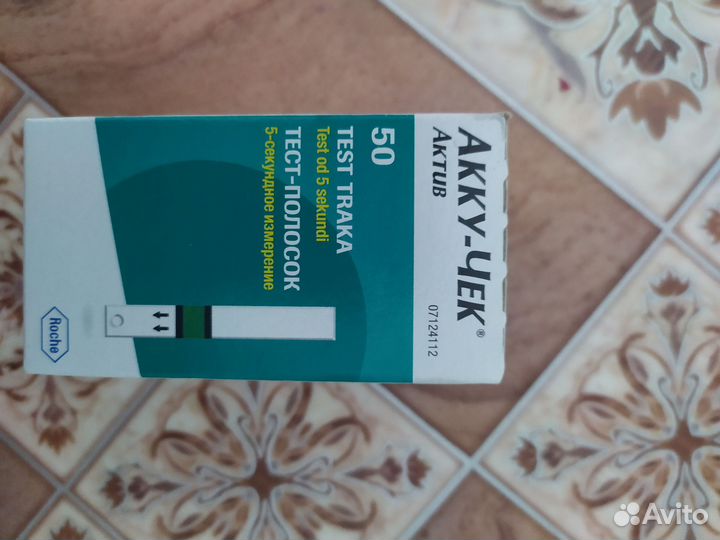 Акку-Чек®
Актив
07124112
50
TEST TRAKA
Test od 5 sekundi
ТЕСТ-ПОЛОСОК
5-секундное измерение
Roche
Avito